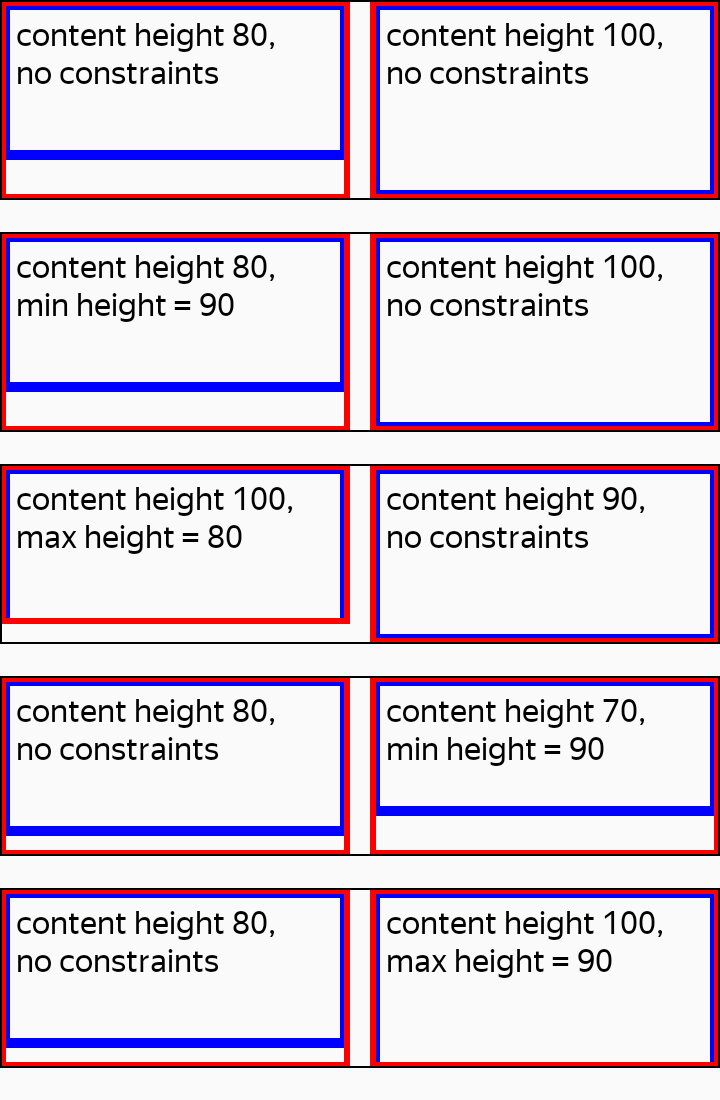 content height 80,
no constraints
content height 100,
no constraints
content height 80,
min height = 90
content height 100,
no constraints
content height 100,
max height = 80
content height 90,
no constraints
content height 80,
no constraints
content height 70,
min height = 90
content height 80,
no constraints
content height 100,
max height = 90